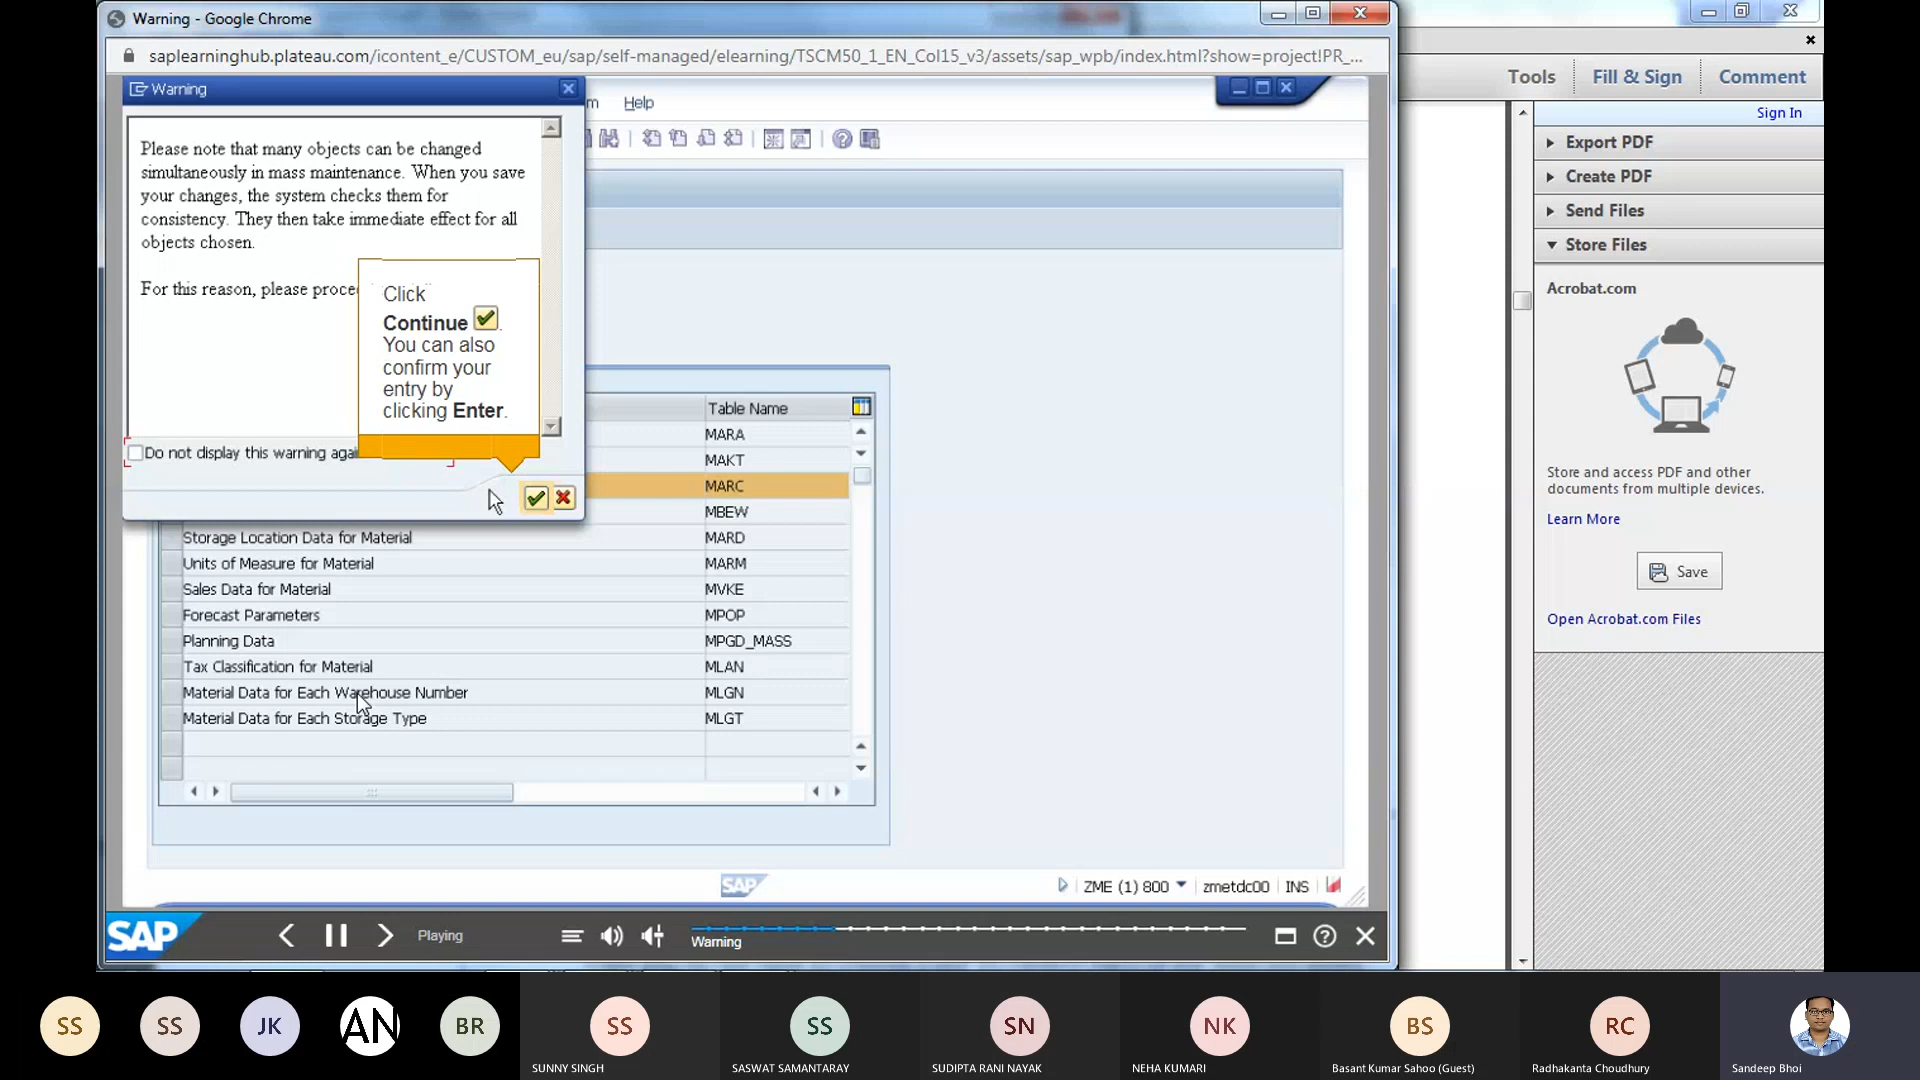 Warning - Google Chrome
saplearninghub.plateau.com/icontent_e/CUSTOM_eu/sap/self-managed/elearning/TSCM50_1_EN_Col15_v3/assets/sap_wpb/index.html?show=project!PR_...
Warning
Help
Please note that many objects can be changed
simultaneously in mass maintenance. When you save
your changes, the system checks them for
consistency. They then take immediate effect for all
objects chosen.
For this reason, please
Click
Continue
You can also
confirm your
entry by
clicking Enter.
Do not display this warning
Table Name
MARA
MAKT
MARC
MBEW
Storage Location Data for Material MARD
Units of Measure for Material MARM
Sales Data for Material MVKE
Forecast Parameters MPOP
Planning Data MPGD_MASS
Tax Classification for Material MLAN
Material Data for Each Warehouse Number MLGN
Material Data for Each Storage Type MLGT
SAP
ZME (1) 800 zmetdc00 INS
SAP
Playing
Warning
Tools Fill & Sign Comment
Sign In
Export PDF
Create PDF
Send Files
Store Files
Acrobat.com
Store and access PDF and other
documents from multiple devices.
Learn More
Save
Open Acrobat.com Files
SS SS JK AN BR SS SS SN NK BS RC
SUNNY SINGH SASWAT SAMANTARAY SUDIPTA RANI NAYAK NEHA KUMARI Basant Kumar Sahoo (Guest) Radhakanta Choudhury Sandeep Bhoi